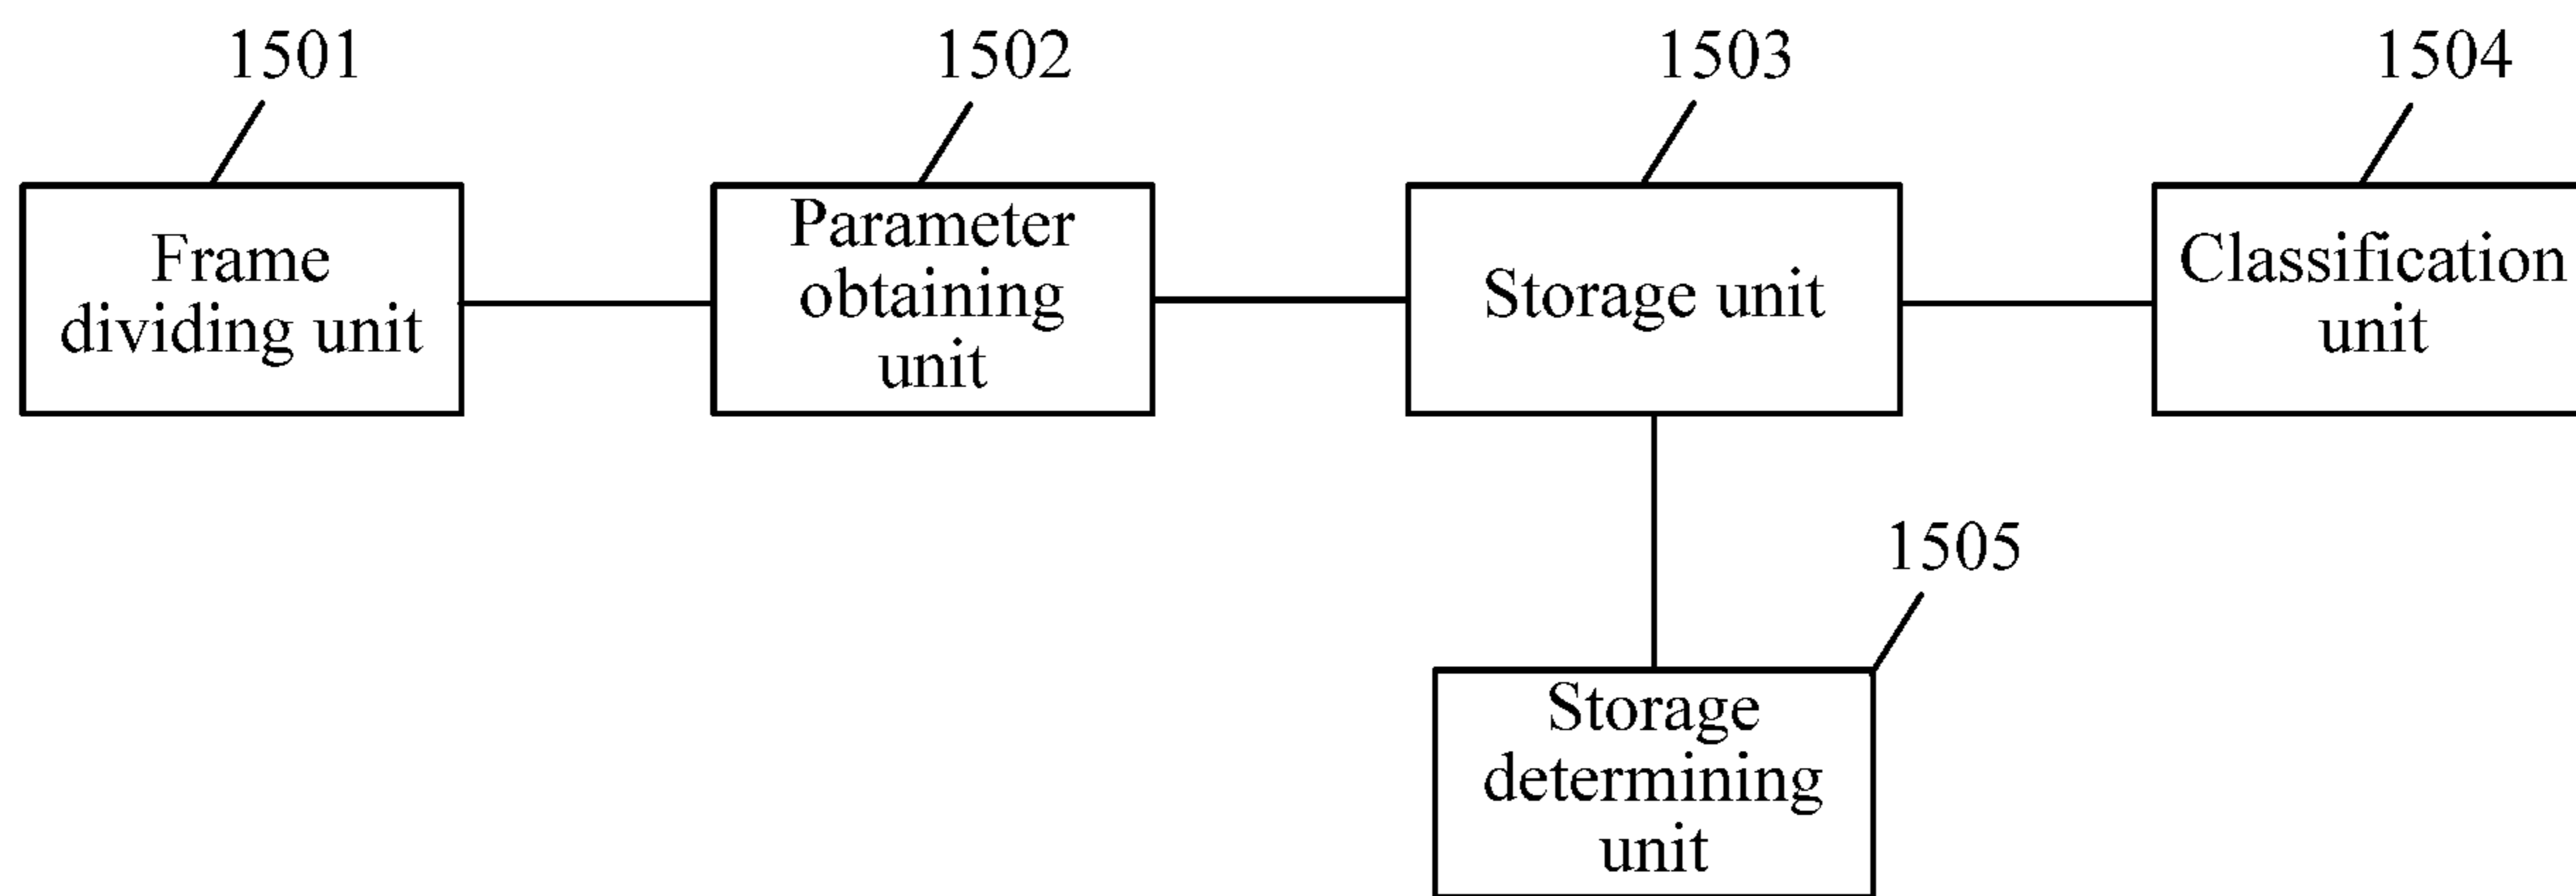 1501
1502
1503
1504
Frame
dividing unit
Parameter
obtaining
unit
Storage unit
Classification
unit
1505
Storage
determining
unit